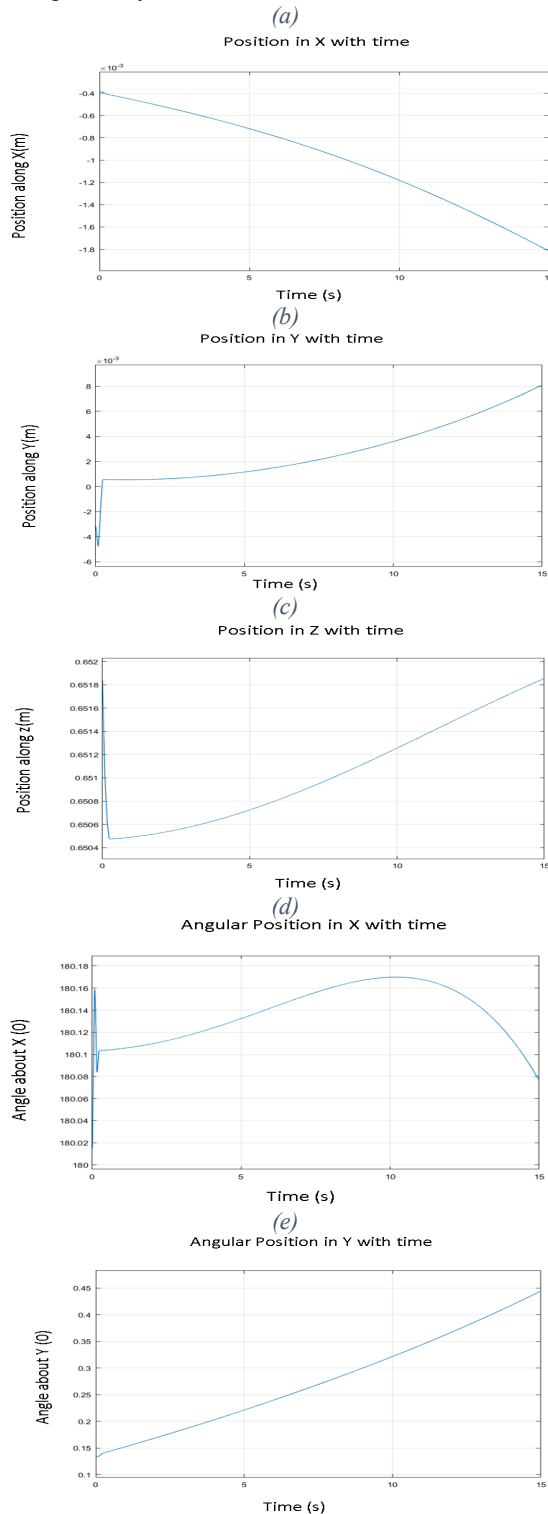 (a)
Position in X with time
×10⁻³
-0.4
-0.6
-0.8
-1
-1.2
-1.4
-1.6
-1.8
Position along X(m)
0 5 10
Time (s)
(b)
Position in Y with time
×10⁻³
8
6
4
2
0
-2
-4
-6
Position along Y(m)
0 5 10 15
Time (s)
(c)
Position in Z with time
0.652
0.6518
0.6516
0.6514
0.6512
0.651
0.6508
0.6506
0.6504
Position along z(m)
0 5 10 15
Time (s)
(d)
Angular Position in X with time
180.18
180.16
180.14
180.12
180.1
180.08
180.06
180.04
180.02
180
Angle about X (0)
0 5 10 15
Time (s)
(e)
Angular Position in Y with time
0.45
0.4
0.35
0.3
0.25
0.2
0.15
0.1
Angle about Y (0)
0 5 10 15
Time (s)